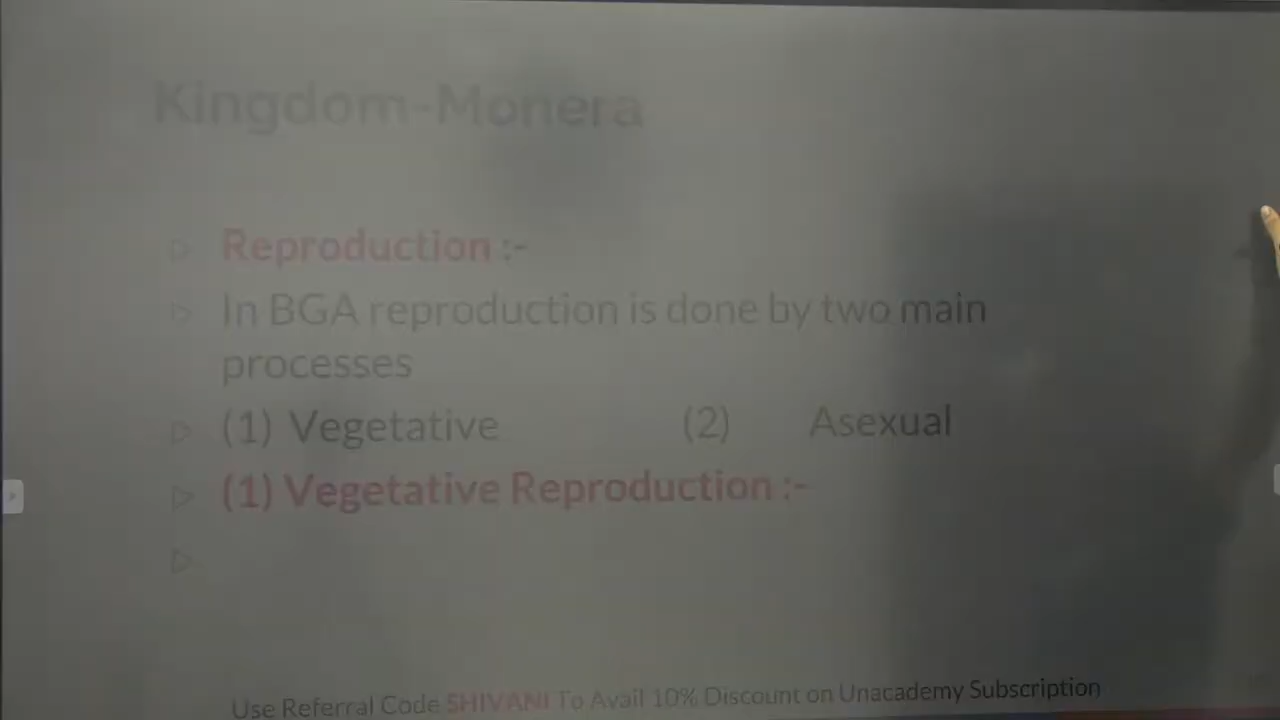 Kingdom-Monera
Reproduction :-
In BGA reproduction is done by two main
processes
(1) Vegetative (2) Asexual
(1) Vegetative Reproduction :-
Use Referral Code SHIVANI To Avail 10% Discount on Unacademy Subscription